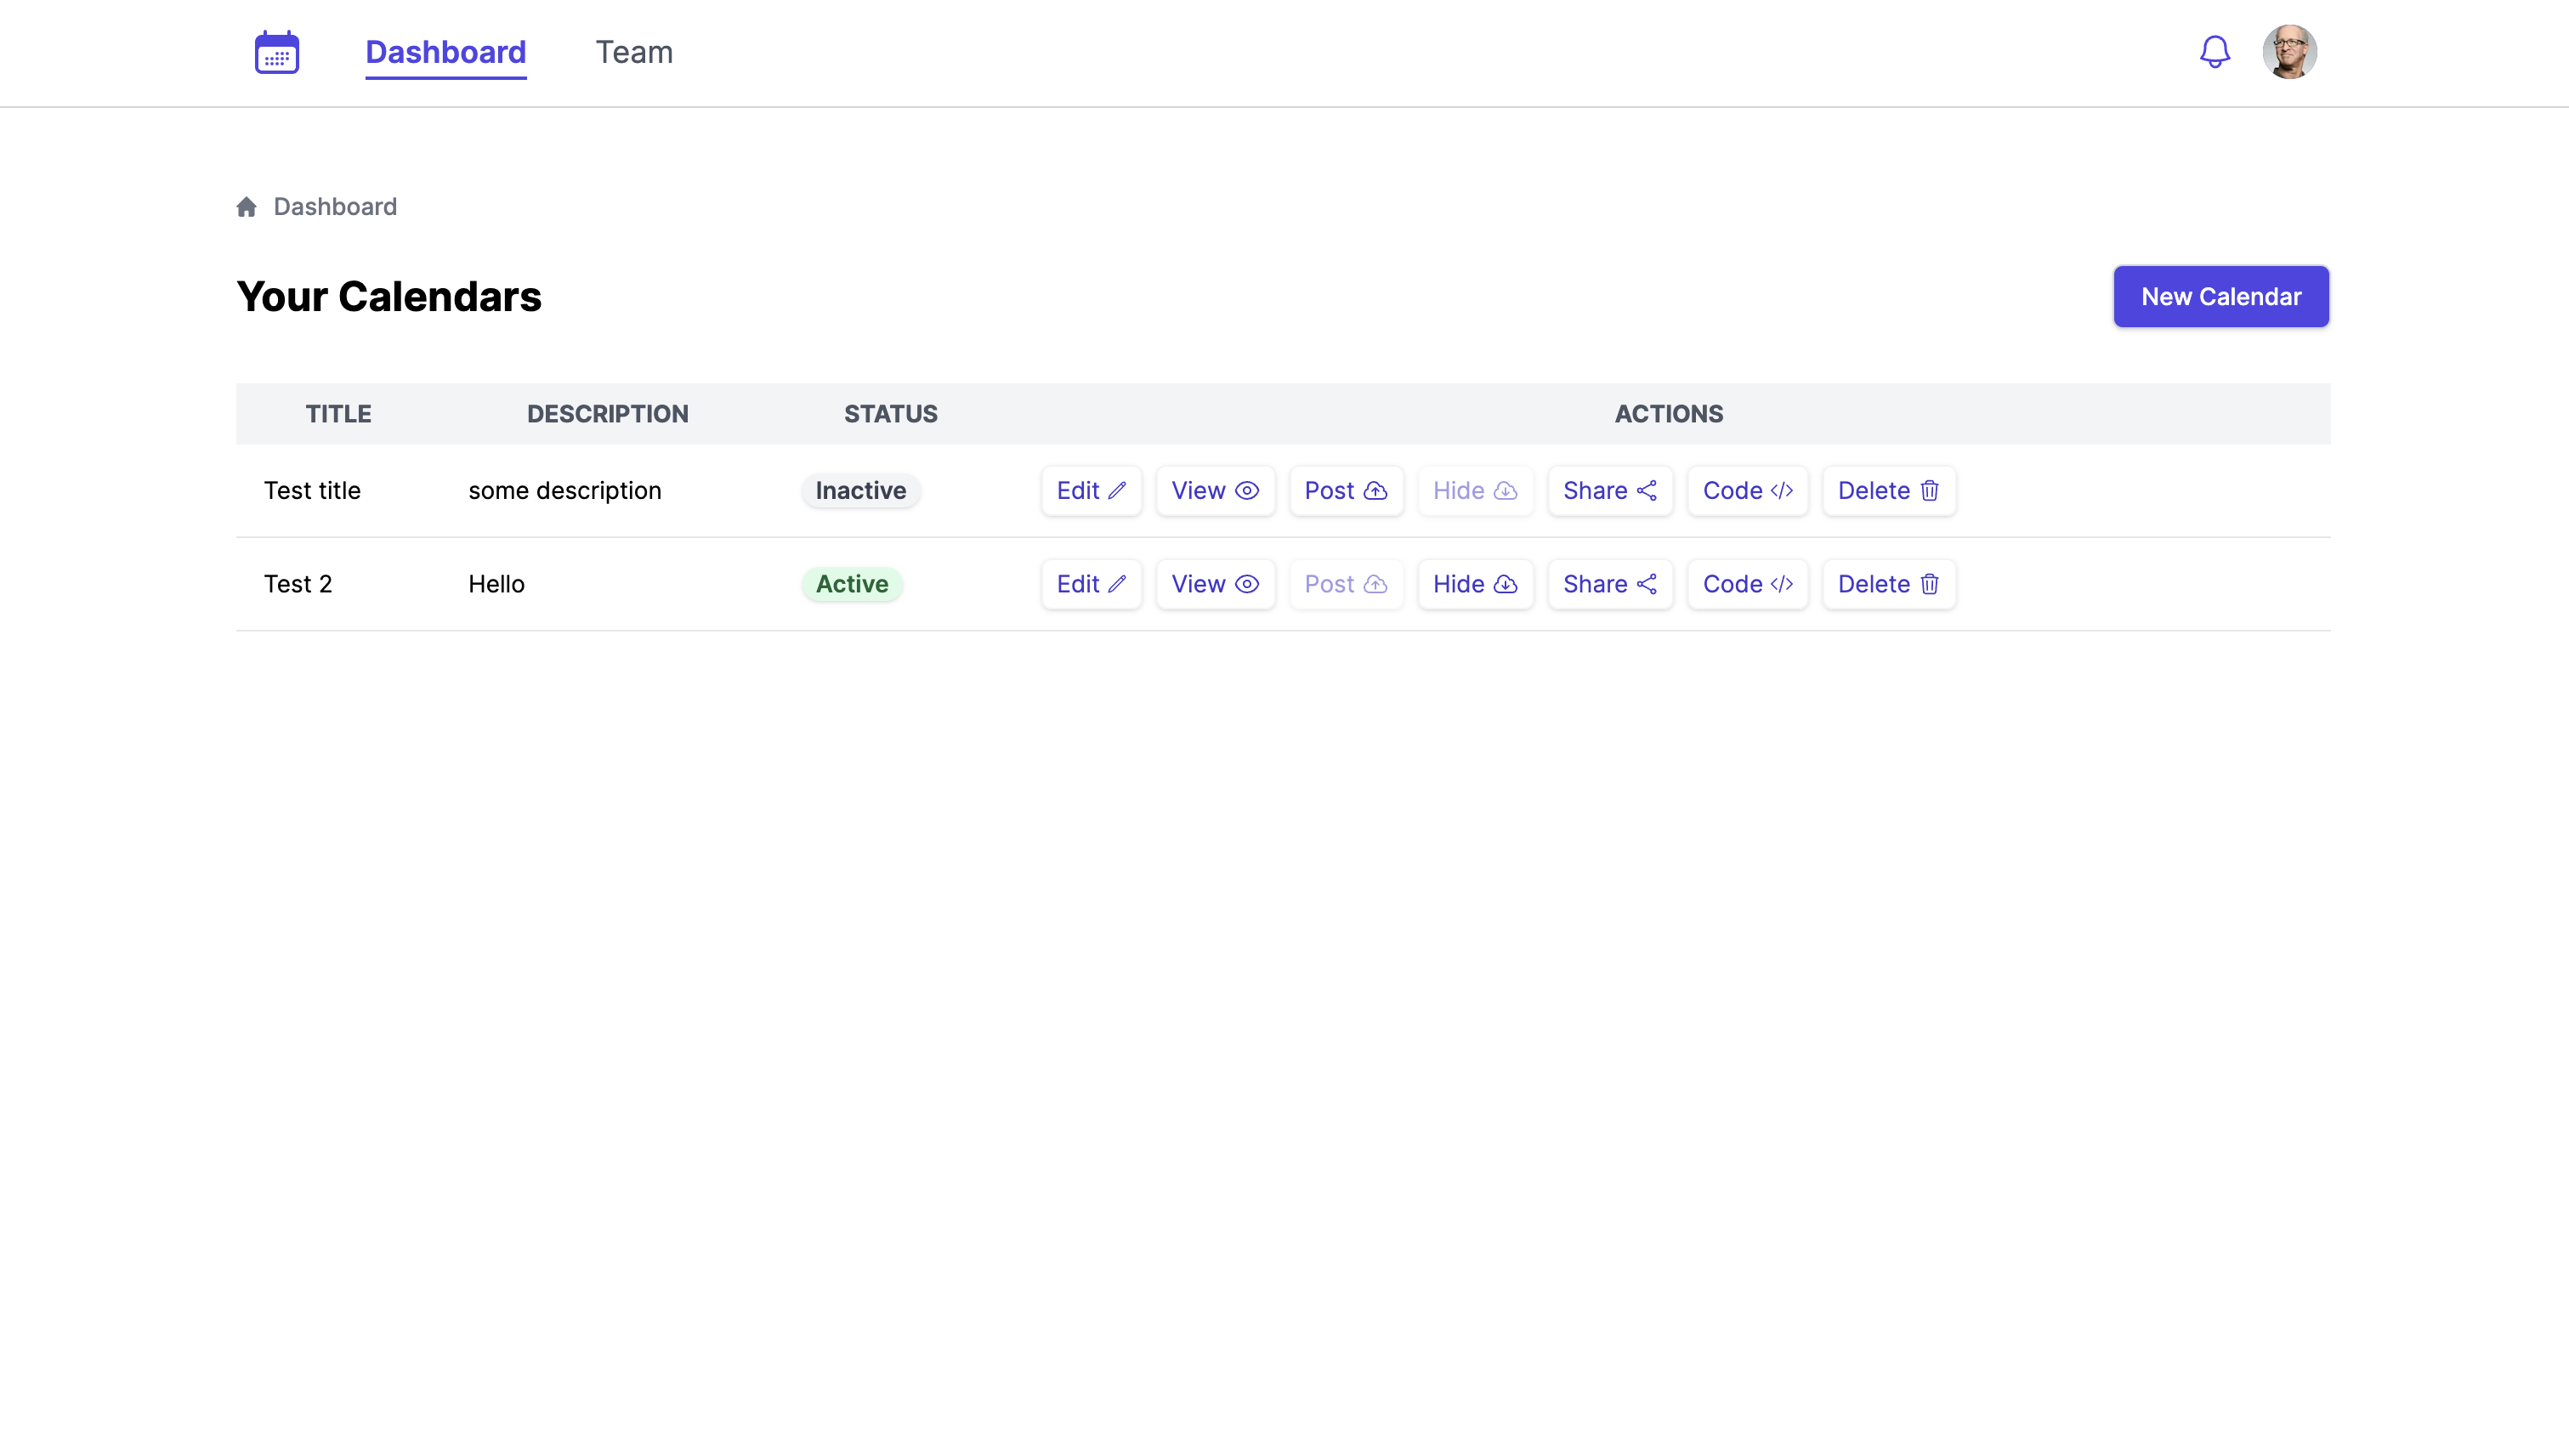 Dashboard Team
Dashboard
Your Calendars
New Calendar
TITLE DESCRIPTION STATUS ACTIONS
Test title some description Inactive Edit View Post Hide Share Code Delete
Test 2 Hello Active Edit View Post Hide Share Code Delete